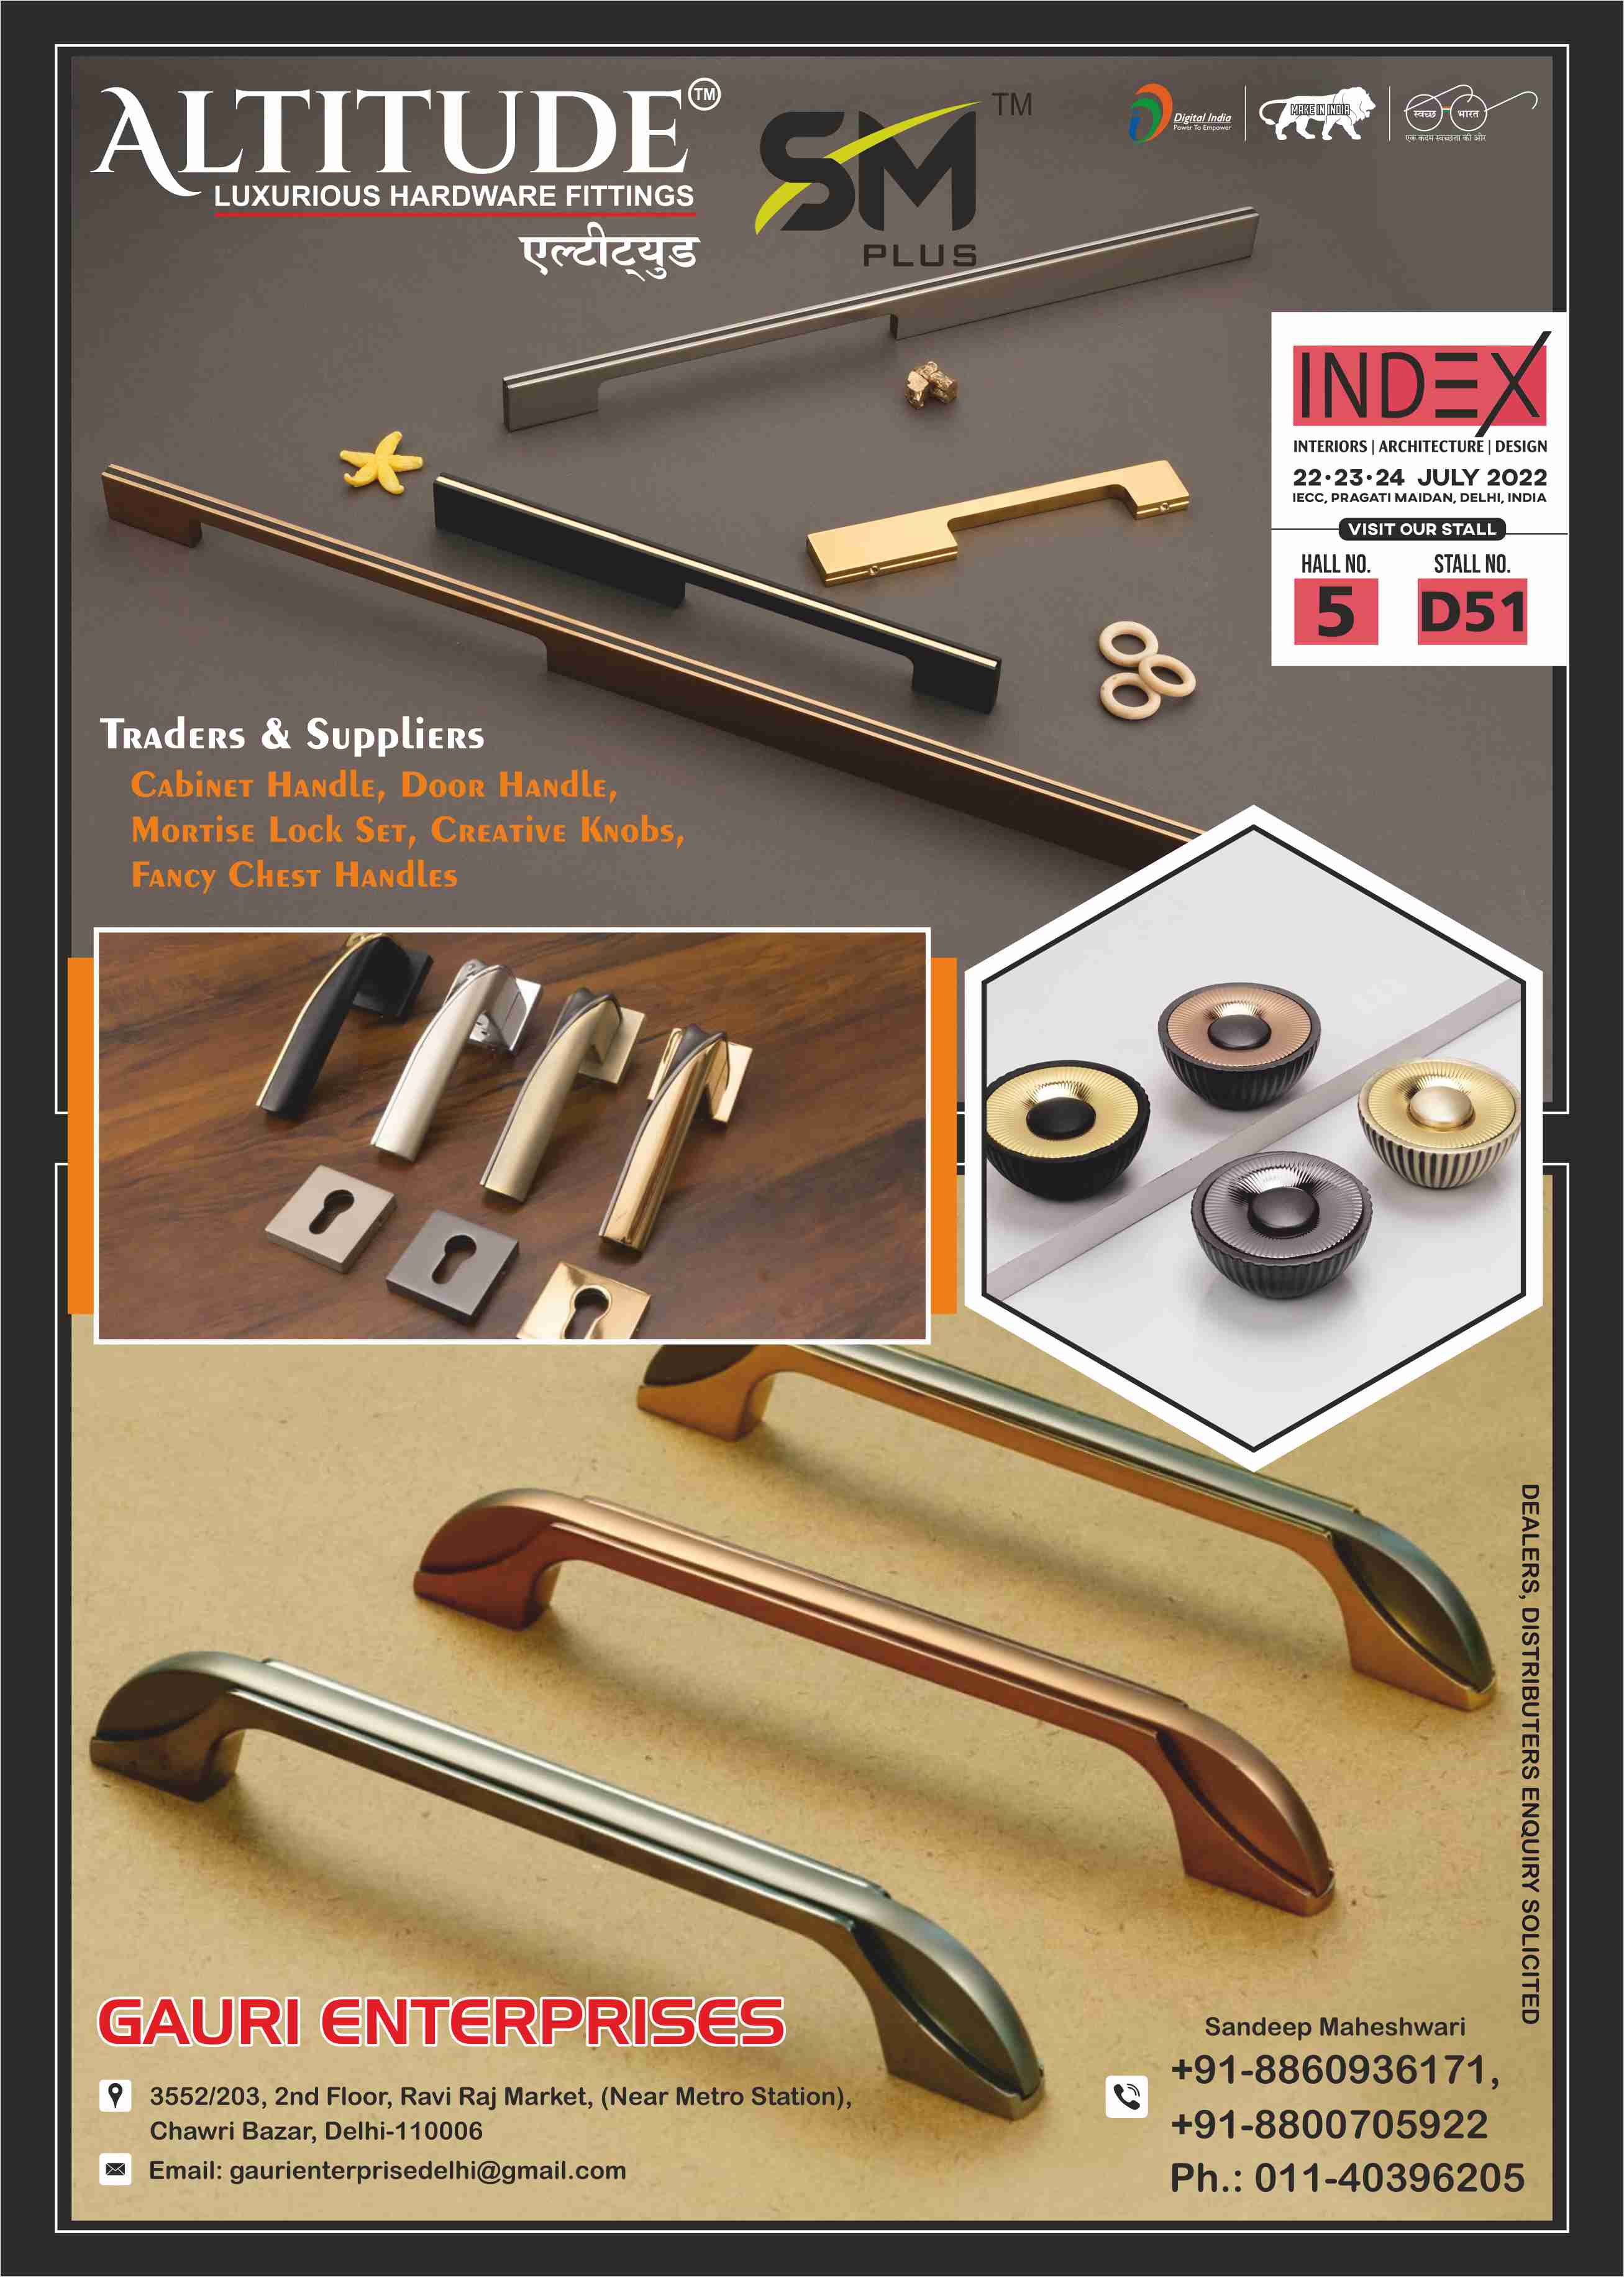 ALTITUDE™
LUXURIOUS HARDWARE FITTINGS
एल्टीट्युड
SM TM
PLUS
Digital India
Power To Empower
MAKE IN INDIA
स्वच्छ भारत
एक कदम स्वच्छता की ओर
INDEX
INTERIORS | ARCHITECTURE | DESIGN
22·23·24 JULY 2022
IECC, PRAGATI MAIDAN, DELHI, INDIA
VISIT OUR STALL
HALL NO. STALL NO.
5 D51
Traders & Suppliers
Cabinet Handle, Door Handle,
Mortise Lock Set, Creative Knobs,
Fancy Chest Handles
DEALERS, DISTRIBUTERS ENQUIRY SOLICITED
GAURI ENTERPRISES
3552/203, 2nd Floor, Ravi Raj Market, (Near Metro Station),
Chawri Bazar, Delhi-110006
Email: gaurienterprisedelhi@gmail.com
Sandeep Maheshwari
+91-8860936171,
+91-8800705922
Ph.: 011-40396205